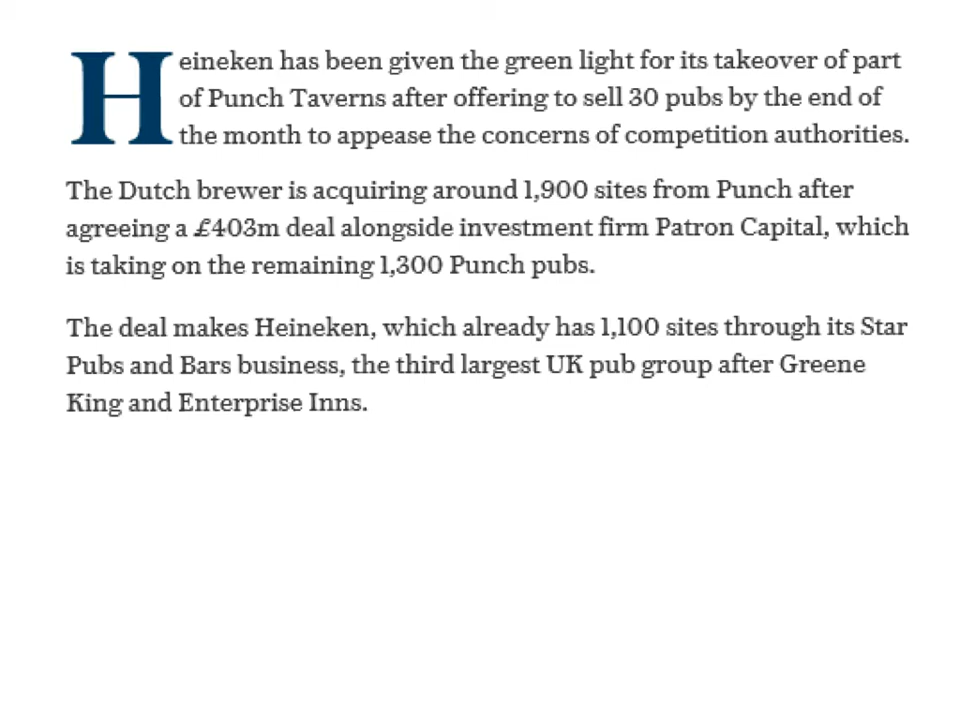 Heineken has been given the green light for its takeover of part
of Punch Taverns after offering to sell 30 pubs by the end of
the month to appease the concerns of competition authorities.
The Dutch brewer is acquiring around 1,900 sites from Punch after
agreeing a £403m deal alongside investment firm Patron Capital, which
is taking on the remaining 1,300 Punch pubs.
The deal makes Heineken, which already has 1,100 sites through its Star
Pubs and Bars business, the third largest UK pub group after Greene
King and Enterprise Inns.